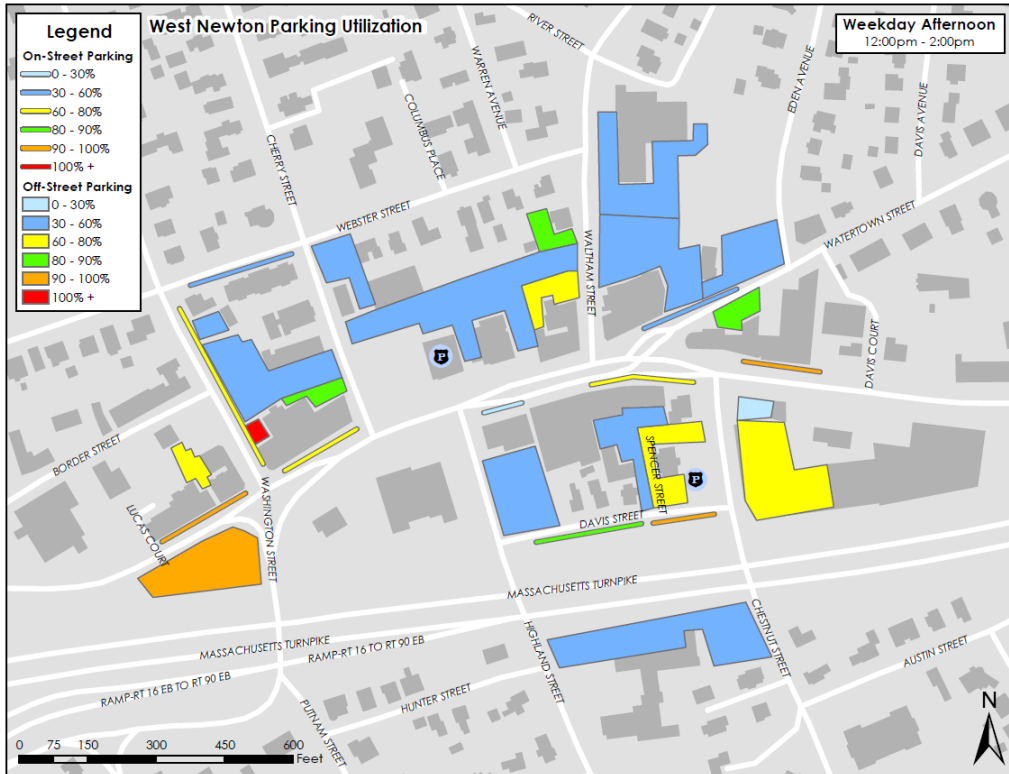 West Newton Parking Utilization
Weekday Afternoon
12:00pm - 2:00pm
Legend
On-Street Parking
0 - 30%
30 - 60%
60 - 80%
80 - 90%
90 - 100%
100% +
Off-Street Parking
0 - 30%
30 - 60%
60 - 80%
80 - 90%
90 - 100%
100% +
RIVER STREET
WARREN AVENUE
COLUMBUS PLACE
CHERRY STREET
EDEN AVENUE
DAVIS AVENUE
WEBSTER STREET
WALTHAM STREET
WATERTOWN STREET
DAVIS COURT
P
BORDER STREET
LUCAS COURT
WASHINGTON STREET
SPENCER STREET
P
DAVIS STREET
MASSACHUSETTS TURNPIKE
MASSACHUSETTS TURNPIKE
RAMP-RT 16 EB TO RT 90 EB
RAMP-RT 16 EB TO RT 90 EB
HIGHLAND STREET
CHESTNUT STREET
AUSTIN STREET
HUNTER STREET
PUTNAM STREET
N
0 75 150 300 450 600
Feet